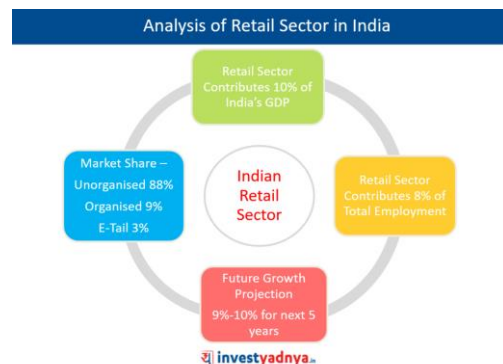 Analysis of Retail Sector in India
Retail Sector
Contributes 10% of
India's GDP
Market Share –
Unorganised 88%
Organised 9%
E-Tail 3%
Indian
Retail
Sector
Retail Sector
Contributes 8% of
Total Employment
Future Growth
Projection
9%-10% for next 5
years
investyadnya.in